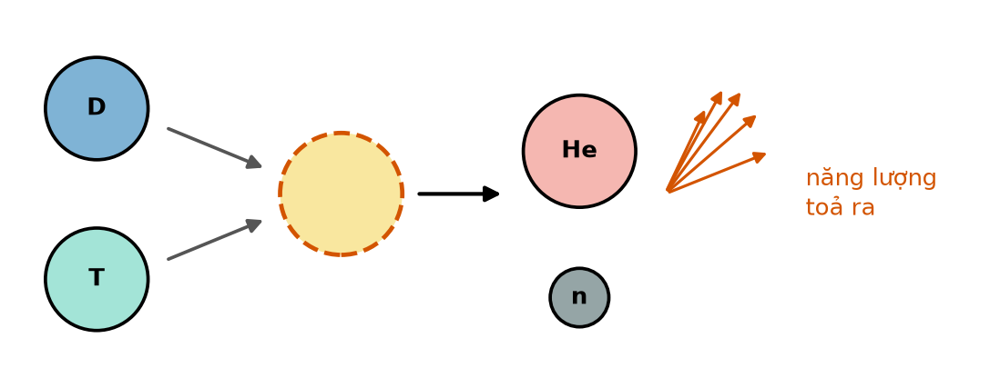 D
T
He
n
năng lượng
toả ra